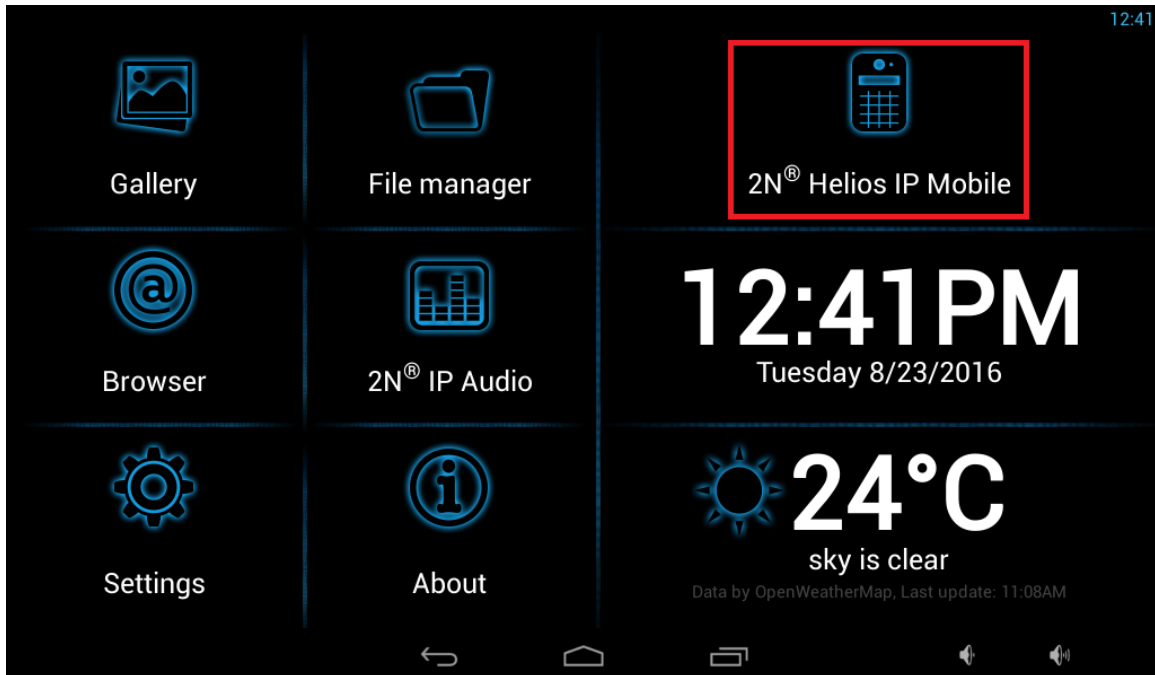 12:41
Gallery
File manager
2N® Helios IP Mobile
Browser
2N® IP Audio
12:41PM
Tuesday 8/23/2016
Settings
About
24°C
sky is clear
Data by OpenWeatherMap, Last update: 11:08AM